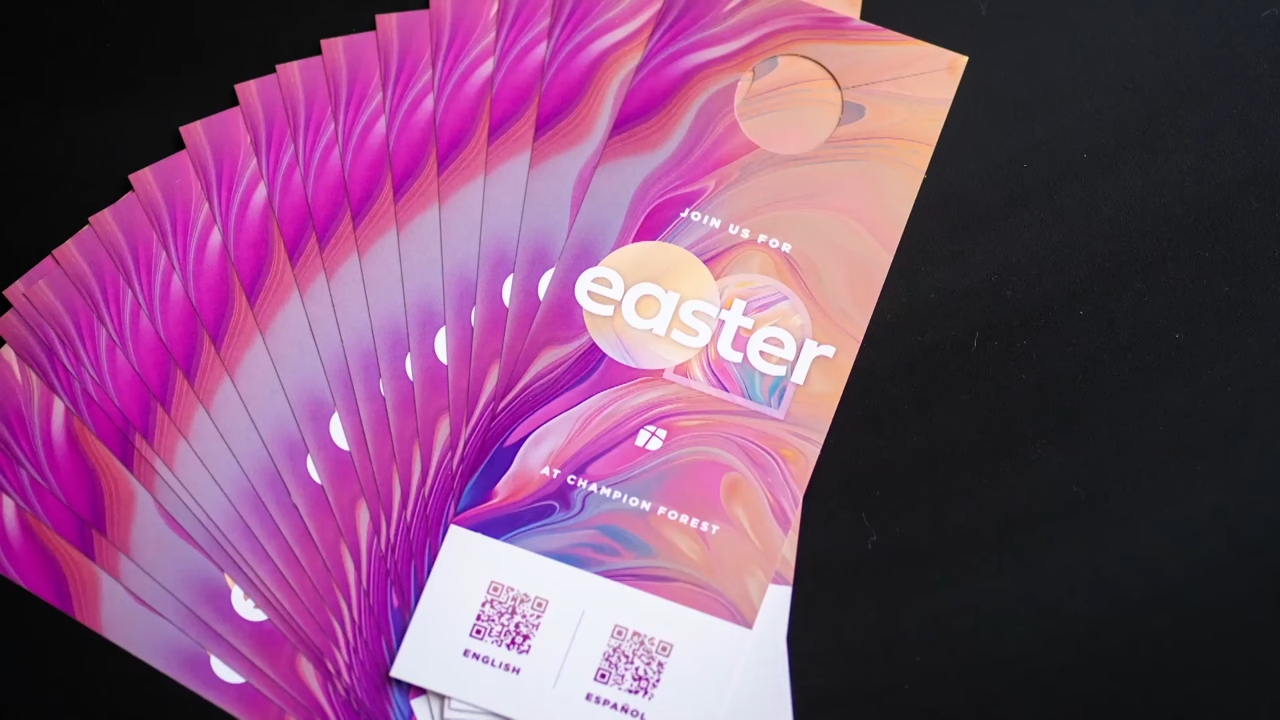 JOIN US FOR
easter
AT CHAMPION FOREST
ENGLISH
ESPAÑOL